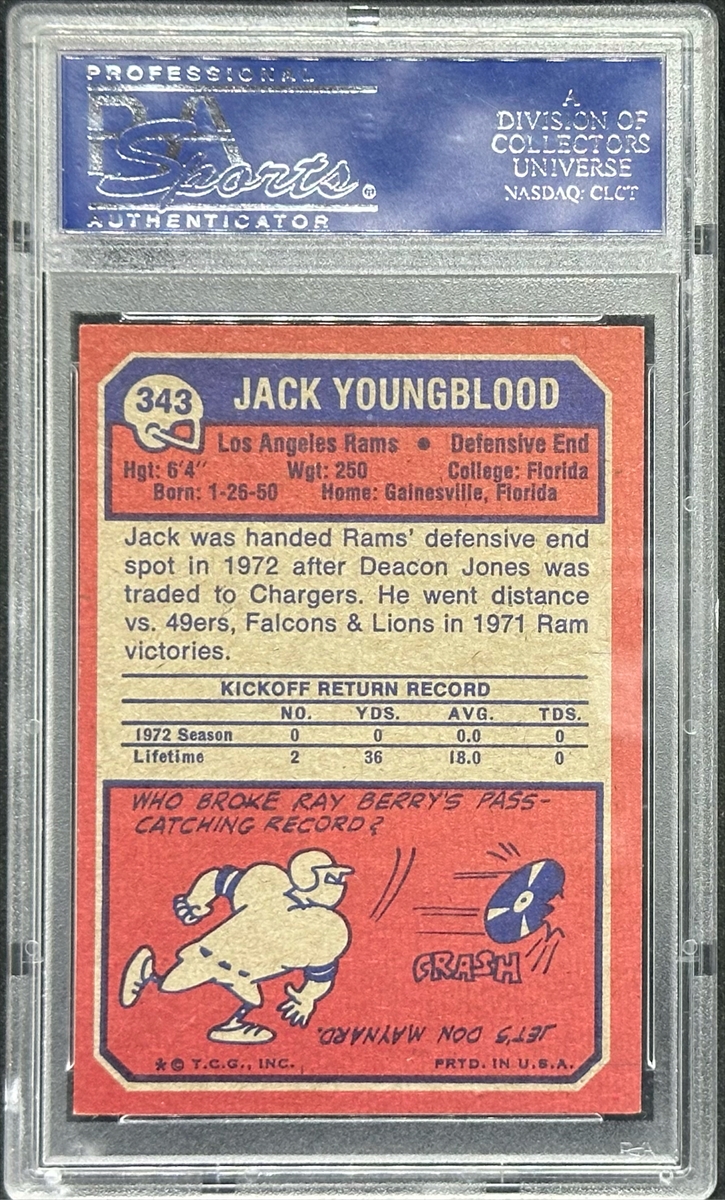 PROFESSIONAL
PSA
Sports®
AUTHENTICATOR
A
DIVISION OF
COLLECTORS
UNIVERSE
NASDAQ: CLCT
343 JACK YOUNGBLOOD
Los Angeles Rams • Defensive End
Hgt: 6'4" Wgt: 250 College: Florida
Born: 1-26-50 Home: Gainesville, Florida
Jack was handed Rams' defensive end
spot in 1972 after Deacon Jones was
traded to Chargers. He went distance
vs. 49ers, Falcons & Lions in 1971 Ram
victories.
KICKOFF RETURN RECORD
NO. YDS. AVG. TDS.
1972 Season 0 0 0.0 0
Lifetime 2 36 18.0 0
WHO BROKE RAY BERRY'S PASS-
CATCHING RECORD?
CRASH
JET'S DON MAYNARD.
*© T.C.G., INC. PRTD. IN U.S.A.
PSA